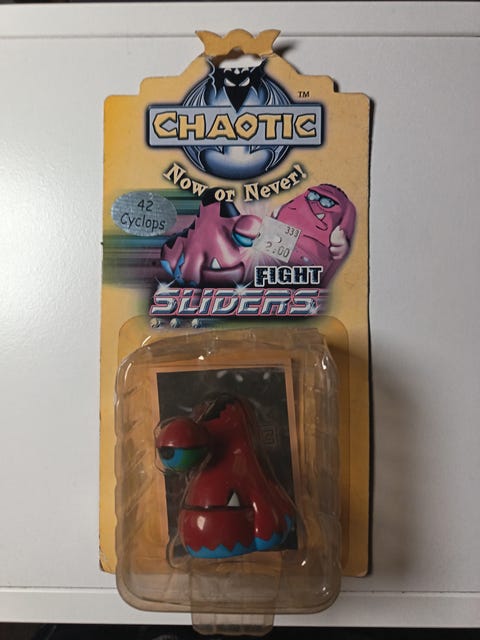 TM
CHAOTIC
Now or Never!
42
Cyclops
333
2.00
FIGHT
SLIDERS